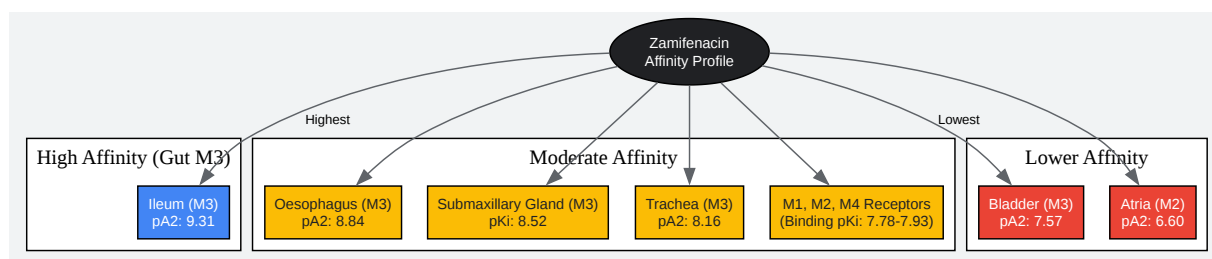 Zamifenacin
Affinity Profile
Highest
Lowest
High Affinity (Gut M3)
Moderate Affinity
Lower Affinity
Ileum (M3)
pA2: 9.31
Oesophagus (M3)
pA2: 8.84
Submaxillary Gland (M3)
pKi: 8.52
Trachea (M3)
pA2: 8.16
M1, M2, M4 Receptors
(Binding pKi: 7.78-7.93)
Bladder (M3)
pA2: 7.57
Atria (M2)
pA2: 6.60